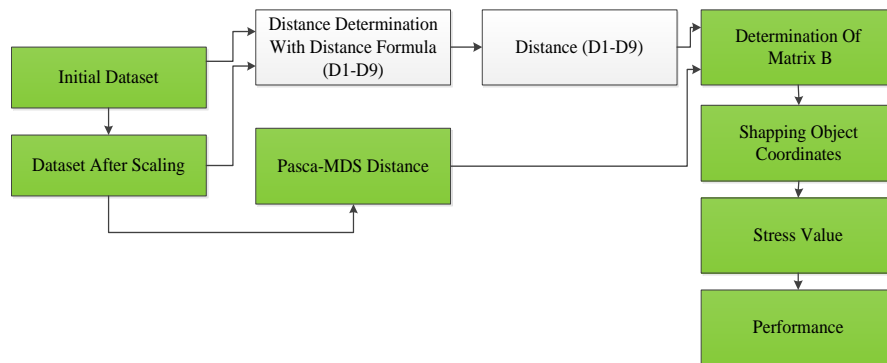 Initial Dataset
Dataset After Scaling
Distance Determination
With Distance Formula
(D1-D9)
Distance (D1-D9)
Pasca-MDS Distance
Determination Of
Matrix B
Shapping Object
Coordinates
Stress Value
Performance